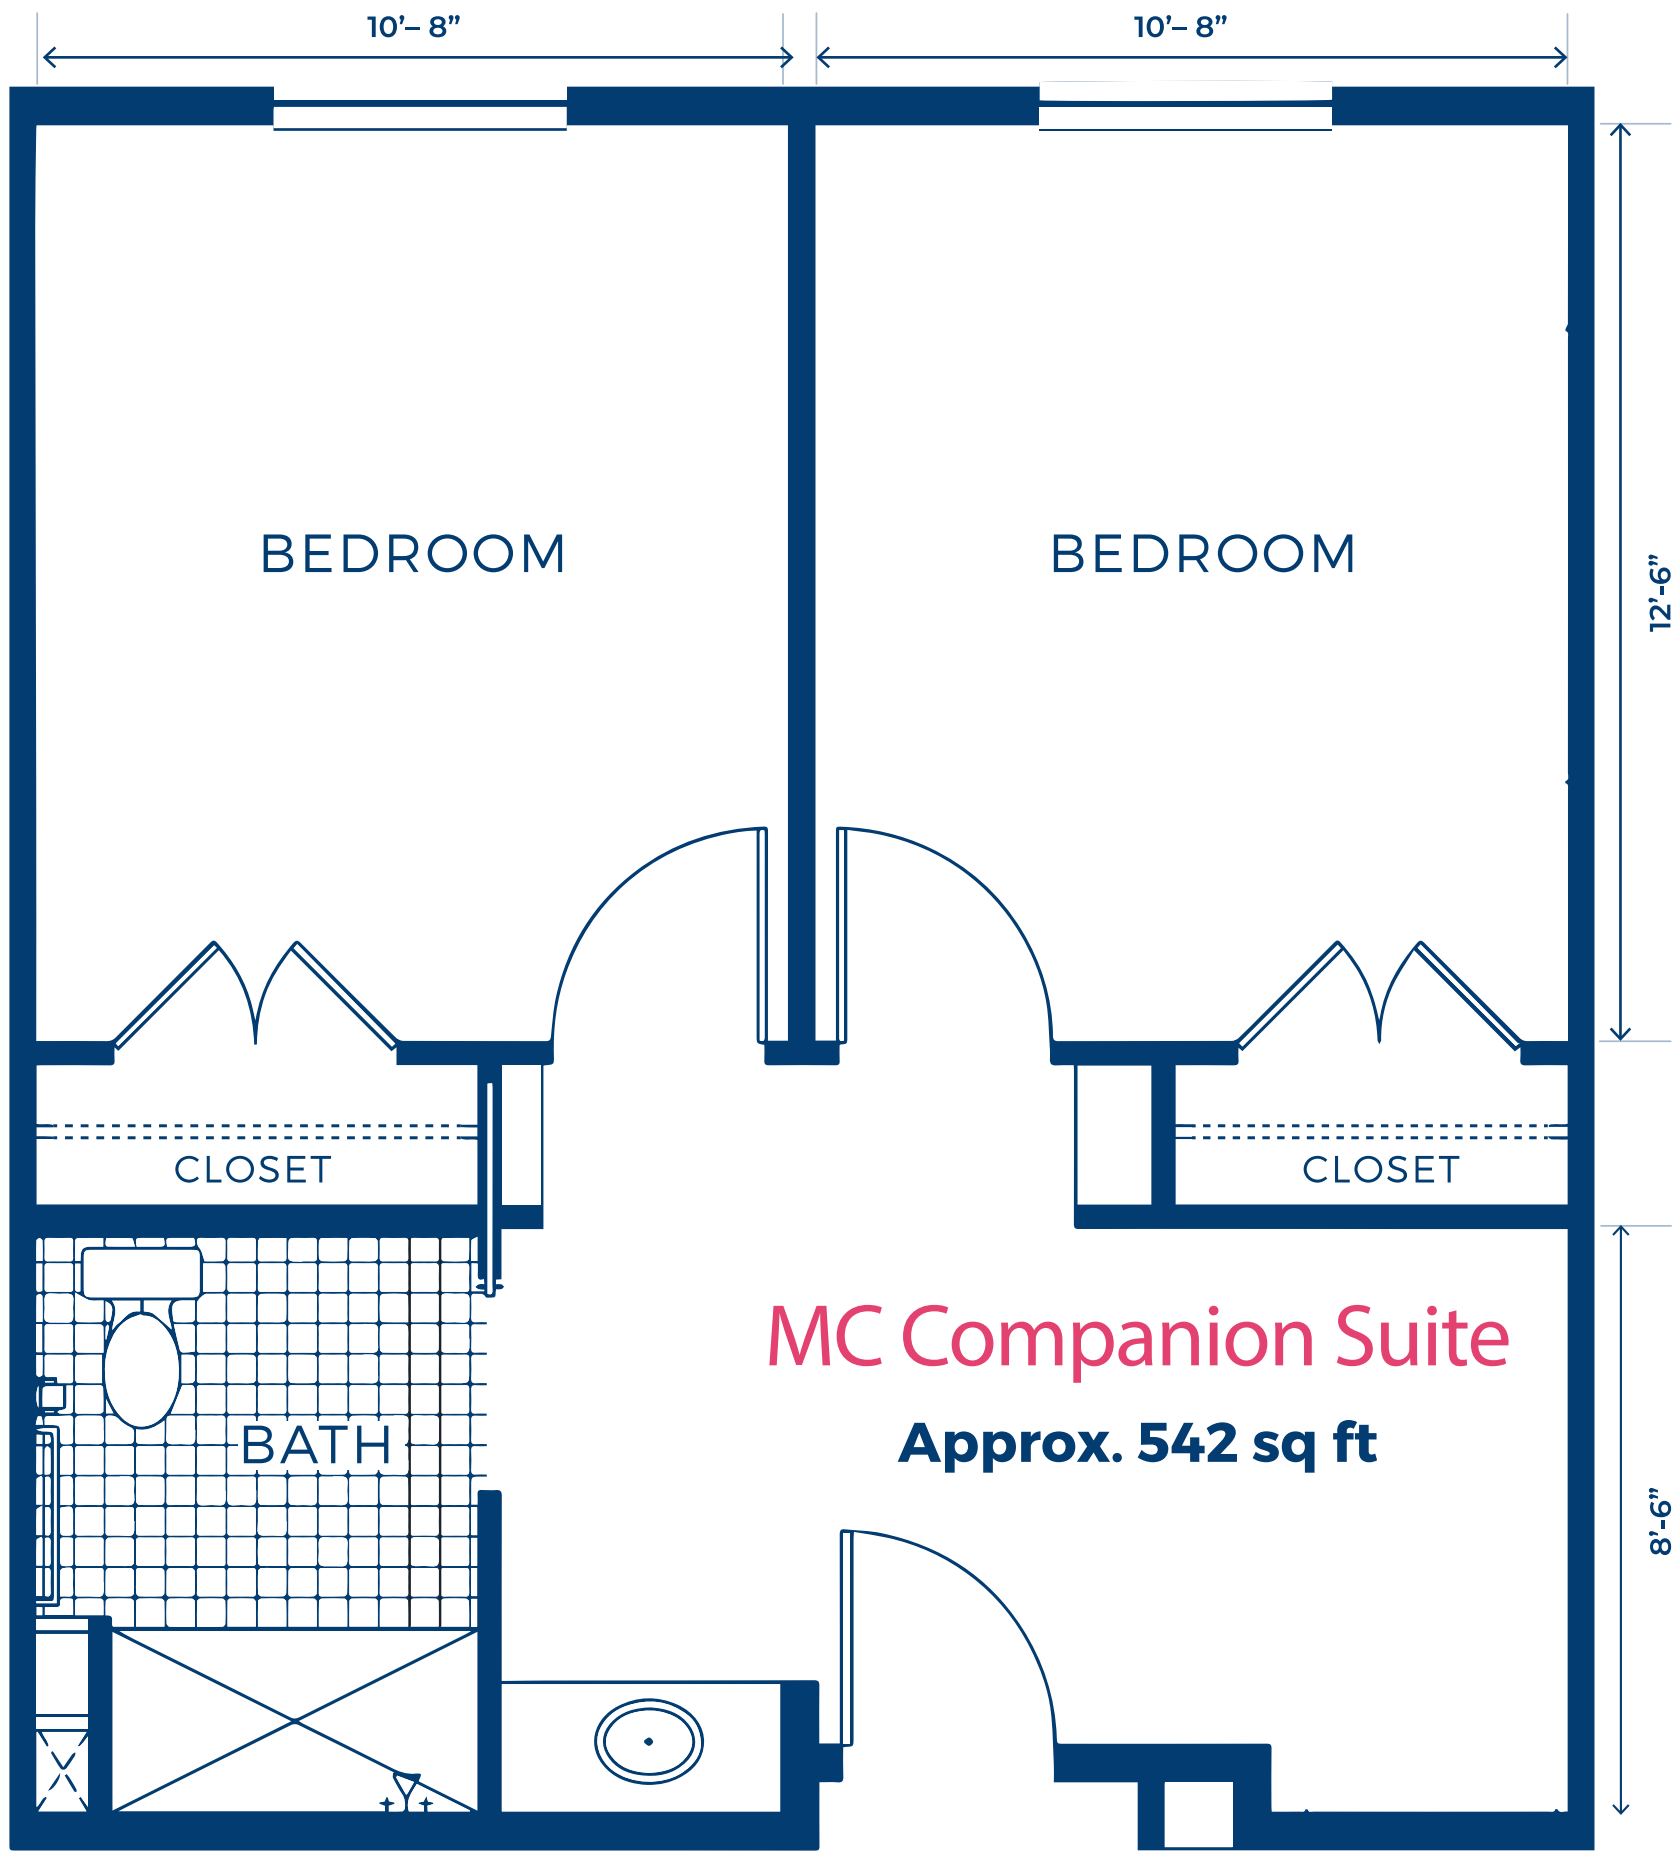 10’– 8” 10’– 8”
BEDROOM BEDROOM
12’-6”
CLOSET CLOSET
MC Companion Suite
Approx. 542 sq ft
BATH
8’-6”